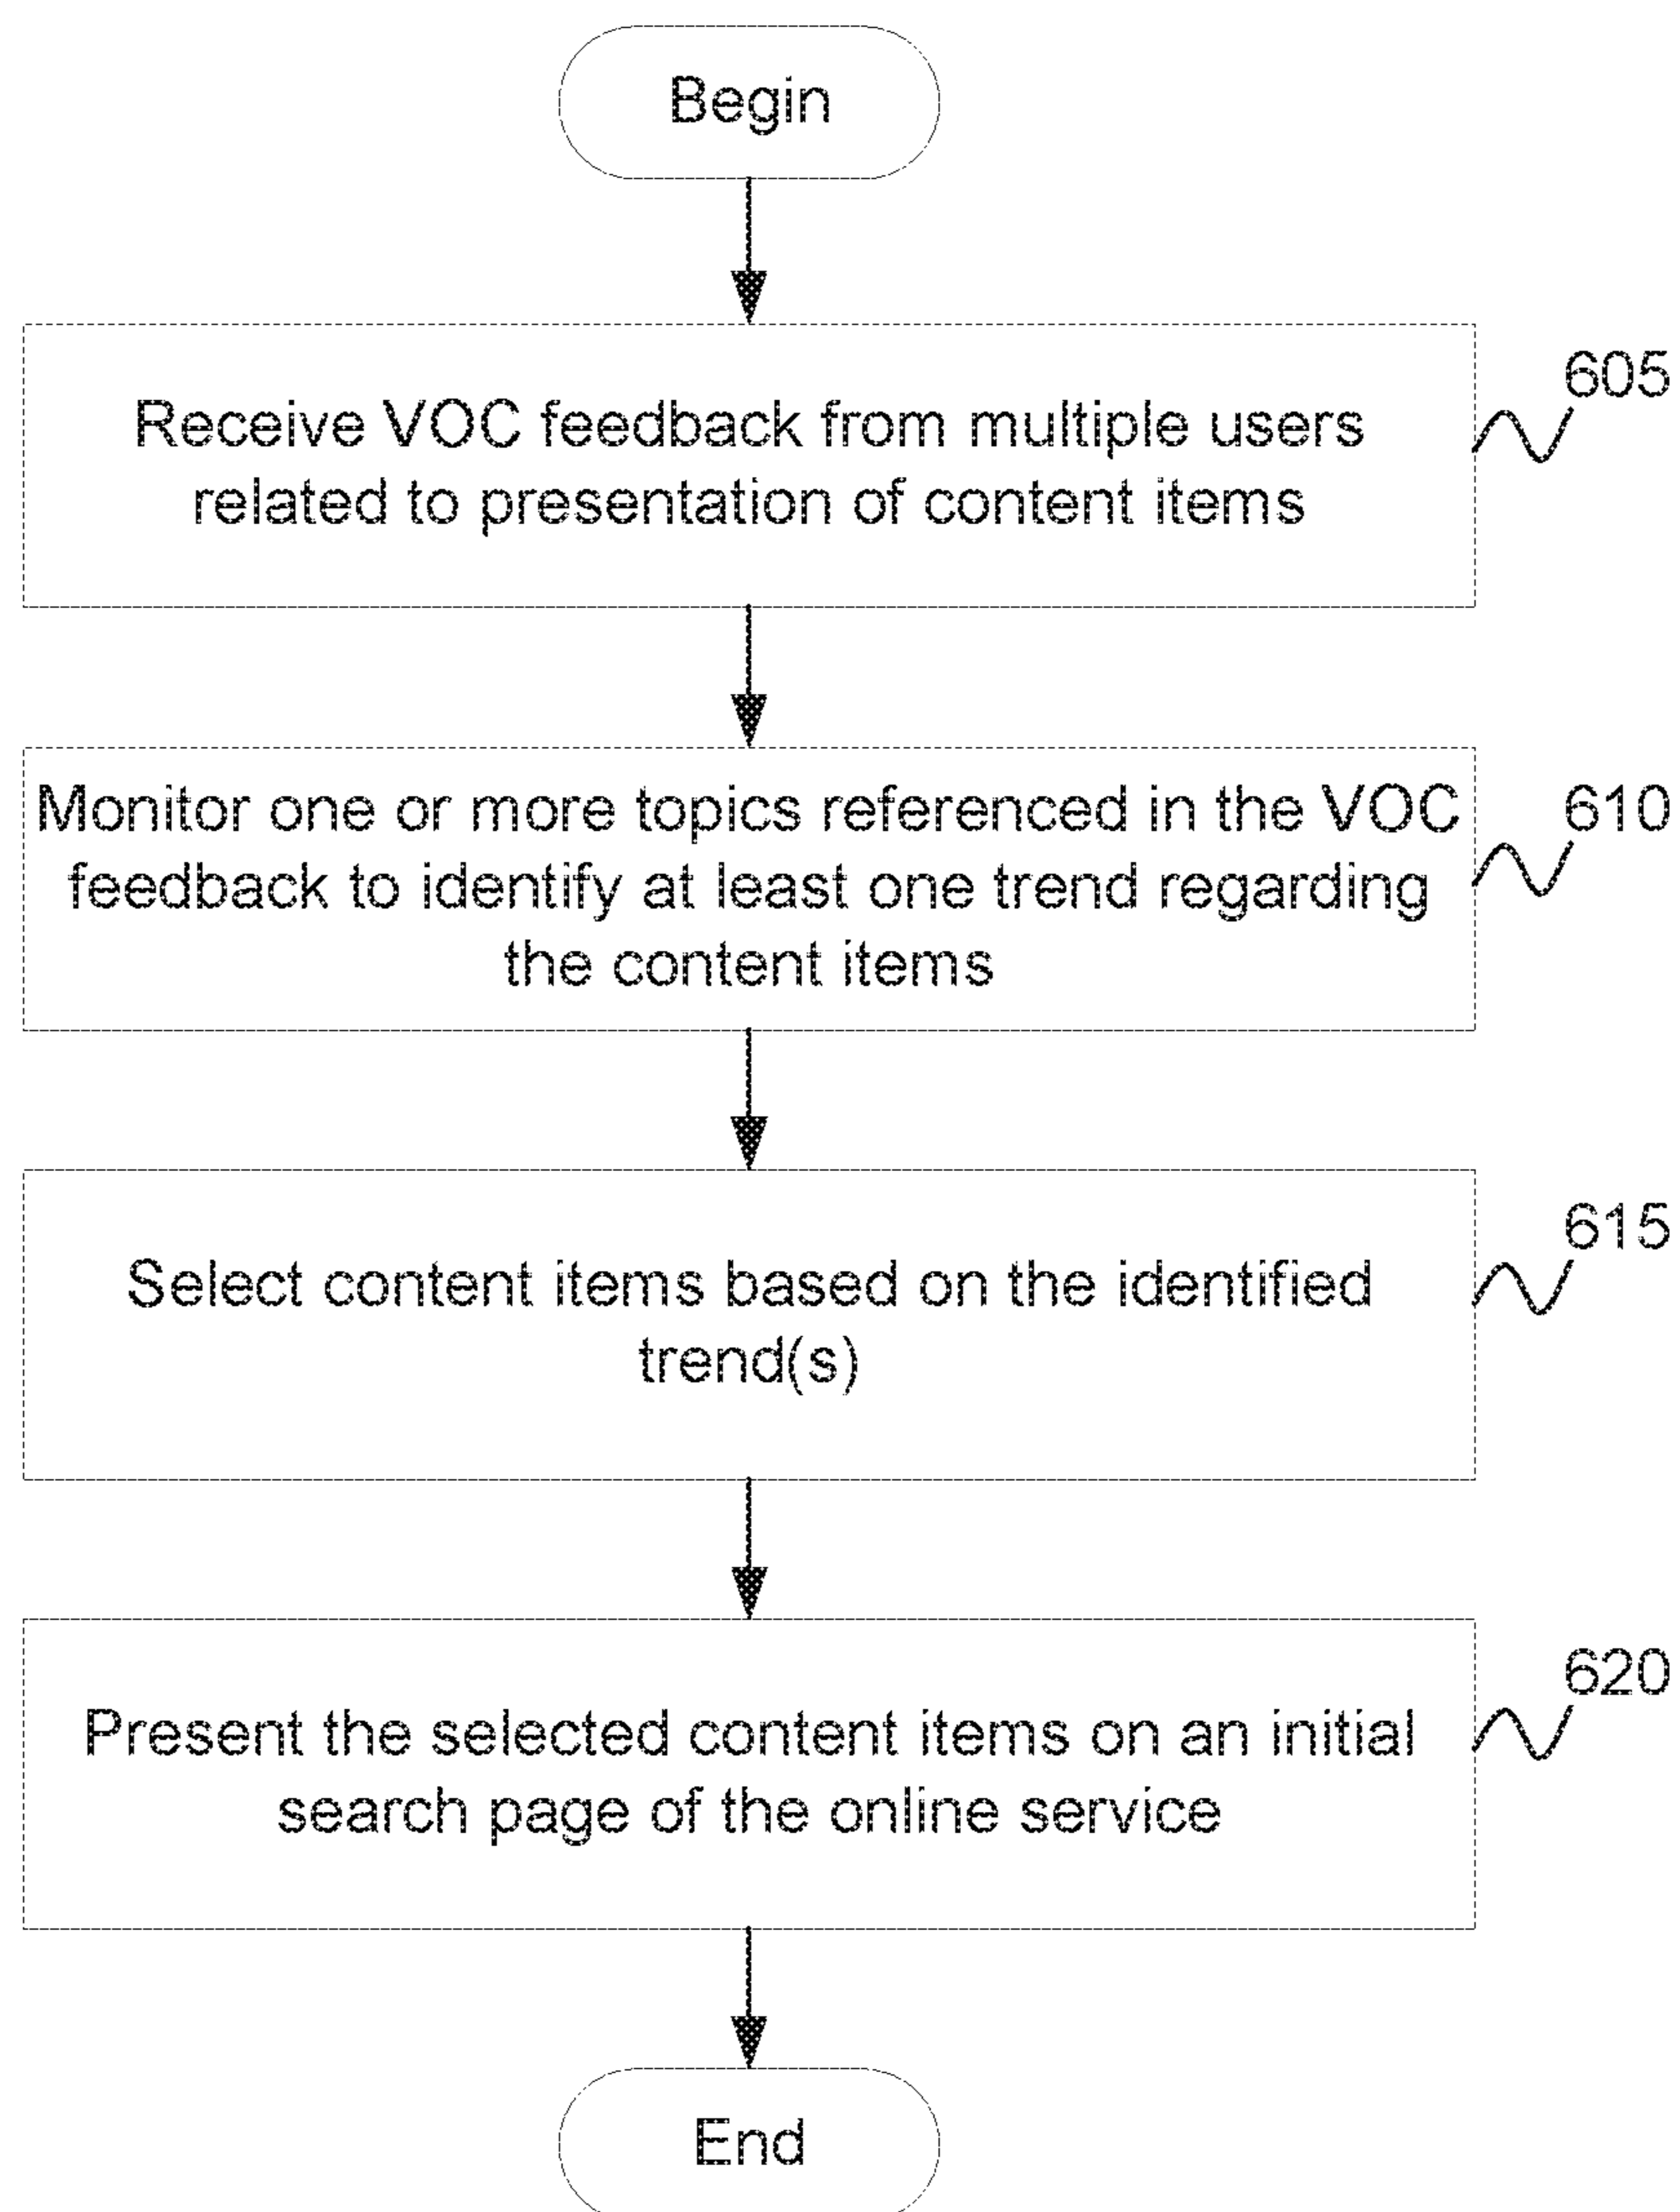 Begin
Receive VOC feedback from multiple users
related to presentation of content items
605
Monitor one or more topics referenced in the VOC
feedback to identify at least one trend regarding
the content items
610
Select content items based on the identified
trend(s)
615
Present the selected content items on an initial
search page of the online service
620
End